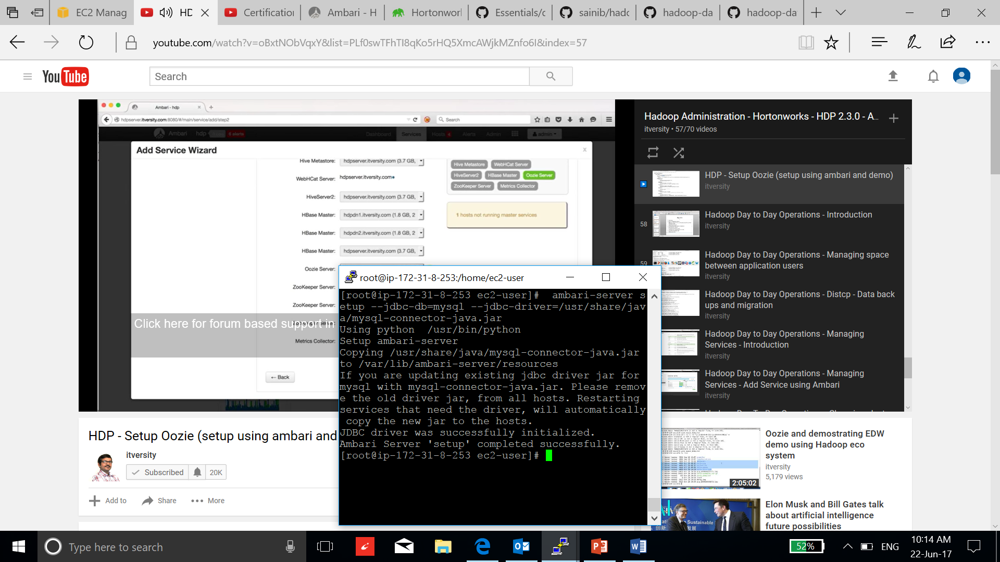 EC2 Manag
HD
Certification
Ambari - H
Hortonworl
Essentials/c
sainib/hadc
hadoop-da
hadoop-da
youtube.com/watch?v=oBxtNObVqxY&list=PLf0swTFhTI8qKo5rHQ5XmcAWjkMZnfo6I&index=57
YouTube
Search
Ambari - hdp
hdpserver.itversity.com:8080/#/main/service/add/step2
Search
Ambari hdp 6 alerts Dashboard Services Hosts 4 Alerts Admin admin
Add Service Wizard
Hive Metastore: hdpserver.itversity.com (3.7 GB,
WebHCat Server: hdpserver.itversity.com
HiveServer2: hdpserver.itversity.com (3.7 GB,
HBase Master: hdpdn1.itversity.com (1.8 GB, 2
HBase Master: hdpdn2.itversity.com (1.8 GB, 2
HBase Master: hdpserver.itversity.com (3.7 GB,
Oozie Server:
ZooKeeper Server:
ZooKeeper Server:
Click here for forum based support in
Metrics Collector:
← Back
Hive Metastore WebHCat Server
HiveServer2 HBase Master Oozie Server
ZooKeeper Server Metrics Collector
1 hosts not running master services
root@ip-172-31-8-253:/home/ec2-user
[root@ip-172-31-8-253 ec2-user]#  ambari-server s
etup --jdbc-db=mysql --jdbc-driver=/usr/share/jav
a/mysql-connector-java.jar
Using python  /usr/bin/python
Setup ambari-server
Copying /usr/share/java/mysql-connector-java.jar
to /var/lib/ambari-server/resources
If you are updating existing jdbc driver jar for
mysql with mysql-connector-java.jar. Please remov
e the old driver jar, from all hosts. Restarting
services that need the driver, will automatically
copy the new jar to the hosts.
JDBC driver was successfully initialized.
Ambari Server 'setup' completed successfully.
[root@ip-172-31-8-253 ec2-user]#
Hadoop Administration - Hortonworks - HDP 2.3.0 - A...
itversity • 57/70 videos
HDP - Setup Oozie (setup using ambari and demo)
itversity
58
Hadoop Day to Day Operations - Introduction
itversity
59
Hadoop Day to Day Operations - Managing space
between application users
itversity
Hadoop Day to Day Operations - Distcp - Data back
ups and migration
itversity
Hadoop Day to Day Operations - Managing
Services - Introduction
itversity
Hadoop Day to Day Operations - Managing
Services - Add Service using Ambari
itversity
HDP - Setup Oozie (setup using ambari and
itversity
Subscribed
20K
Add to
Share
More
Oozie and demostrating EDW
demo using Hadoop eco
system
itversity
5,179 views
2:05:02
Elon Musk and Bill Gates talk
about artificial intelligence
future possibilities
Sustainable
Type here to search
52%
ENG
10:14 AM
22-Jun-17